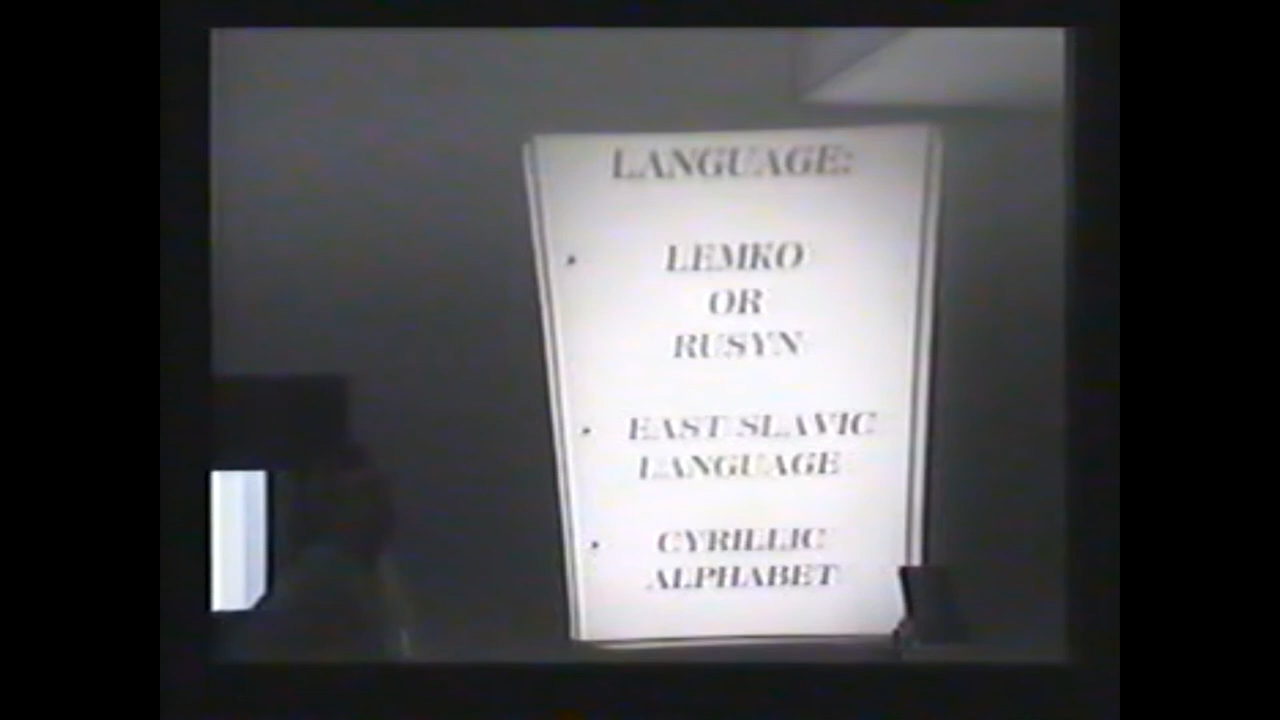 LANGUAGE:
• LEMKO
OR
RUSYN
• EAST SLAVIC
LANGUAGE
• CYRILLIC
ALPHABET